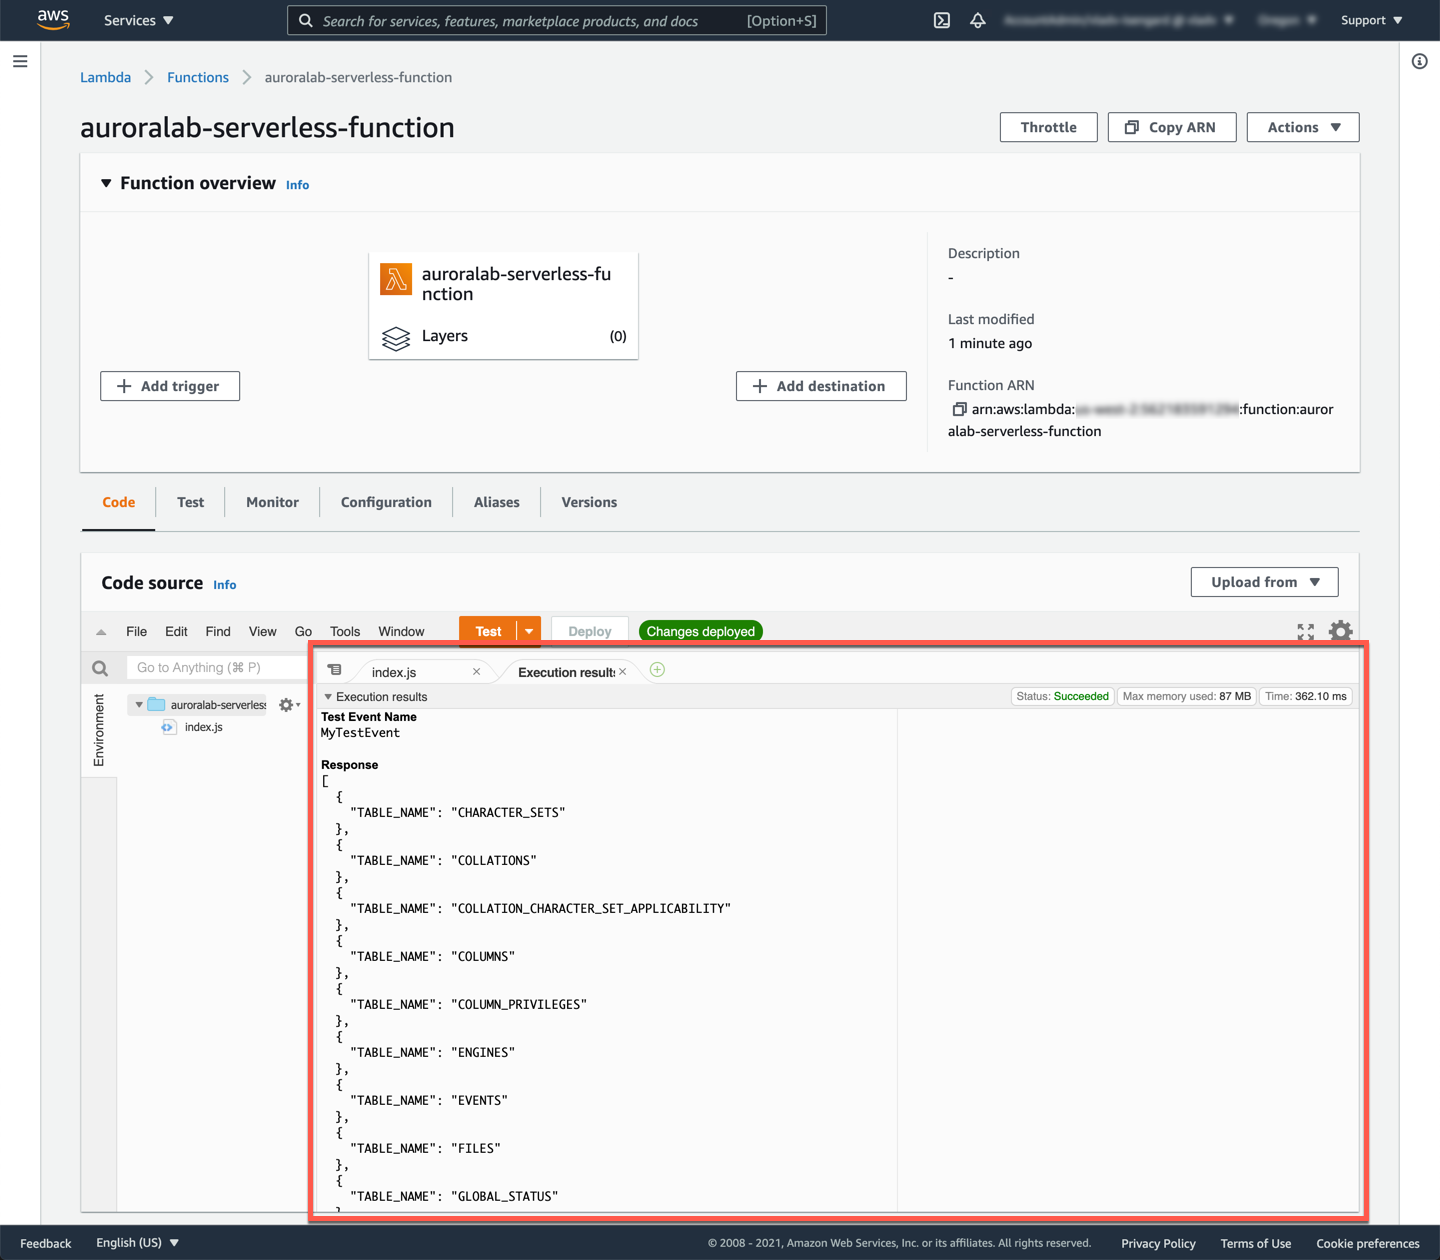 aws
Services
Search for services, features, marketplace products, and docs [Option+S]
Support
Lambda Functions auroralab-serverless-function
auroralab-serverless-function
Throttle
Copy ARN
Actions
Function overview Info
auroralab-serverless-fu
nction
Layers (0)
Add trigger
Add destination
Description
-
Last modified
1 minute ago
Function ARN
arn:aws:lambda: :function:auror
alab-serverless-function
Code Test Monitor Configuration Aliases Versions
Code source Info
Upload from
File Edit Find View Go Tools Window Test Deploy Changes deployed
Go to Anything (⌘ P)
Environment
auroralab-serverless
index.js
index.js × Execution results ×
Execution results
Status: Succeeded
Max memory used: 87 MB
Time: 362.10 ms
Test Event Name
MyTestEvent
Response
[
{
"TABLE_NAME": "CHARACTER_SETS"
},
{
"TABLE_NAME": "COLLATIONS"
},
{
"TABLE_NAME": "COLLATION_CHARACTER_SET_APPLICABILITY"
},
{
"TABLE_NAME": "COLUMNS"
},
{
"TABLE_NAME": "COLUMN_PRIVILEGES"
},
{
"TABLE_NAME": "ENGINES"
},
{
"TABLE_NAME": "EVENTS"
},
{
"TABLE_NAME": "FILES"
},
{
"TABLE_NAME": "GLOBAL_STATUS"
Feedback English (US) © 2008 - 2021, Amazon Web Services, Inc. or its affiliates. All rights reserved. Privacy Policy Terms of Use Cookie preferences